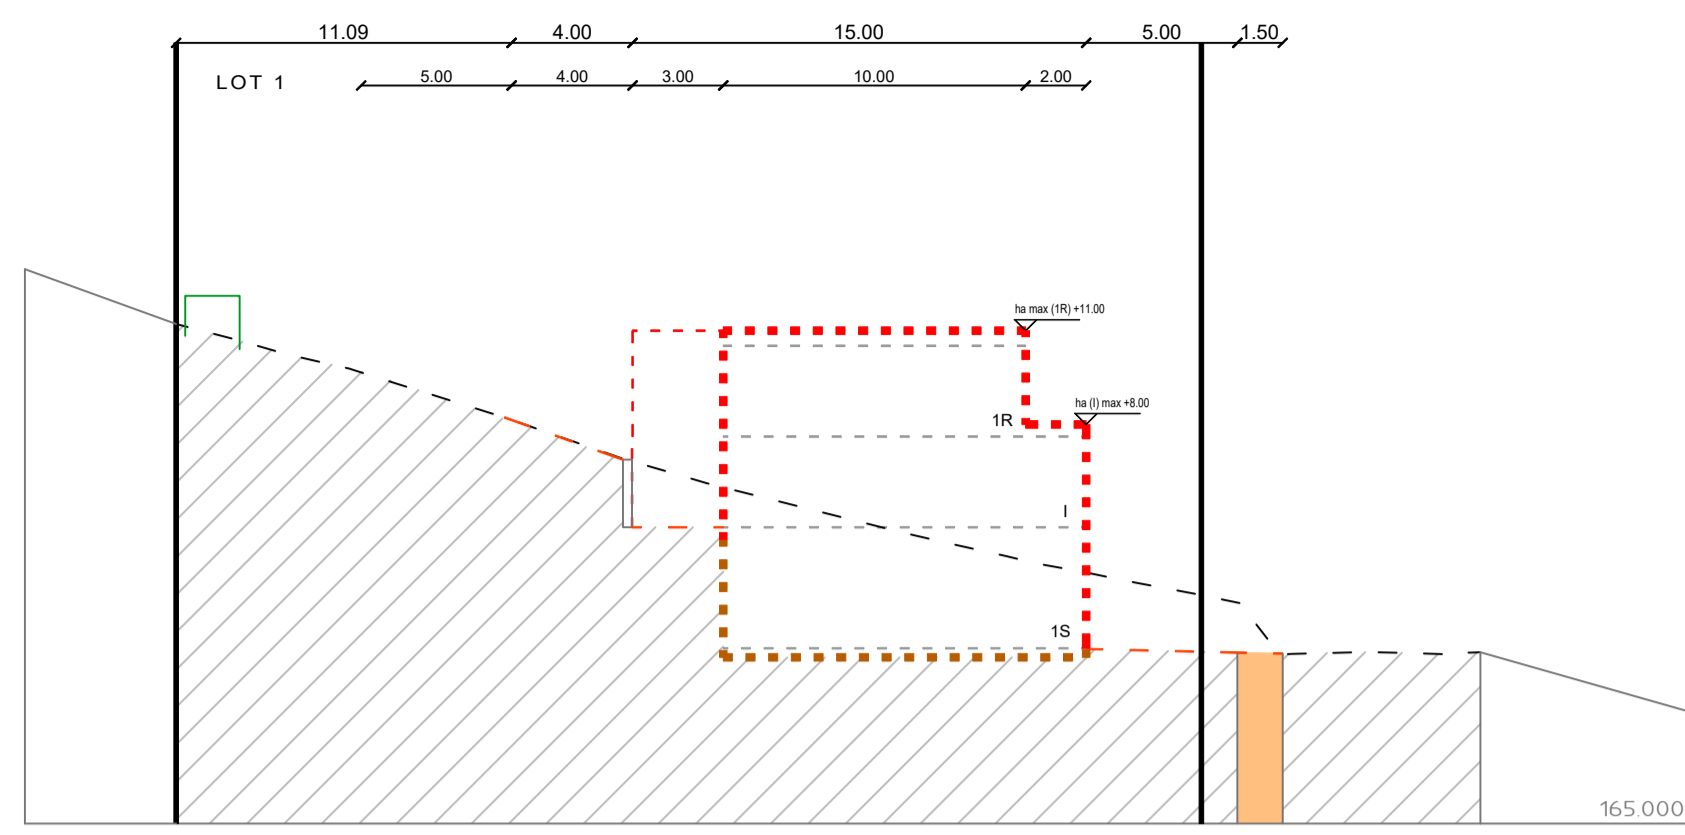 11.09 4.00 15.00 5.00 1.50
LOT 1 5.00 4.00 3.00 10.00 2.00
ha max (1R) +11.00
ha (I) max +8.00
1R
I
1S
165.000